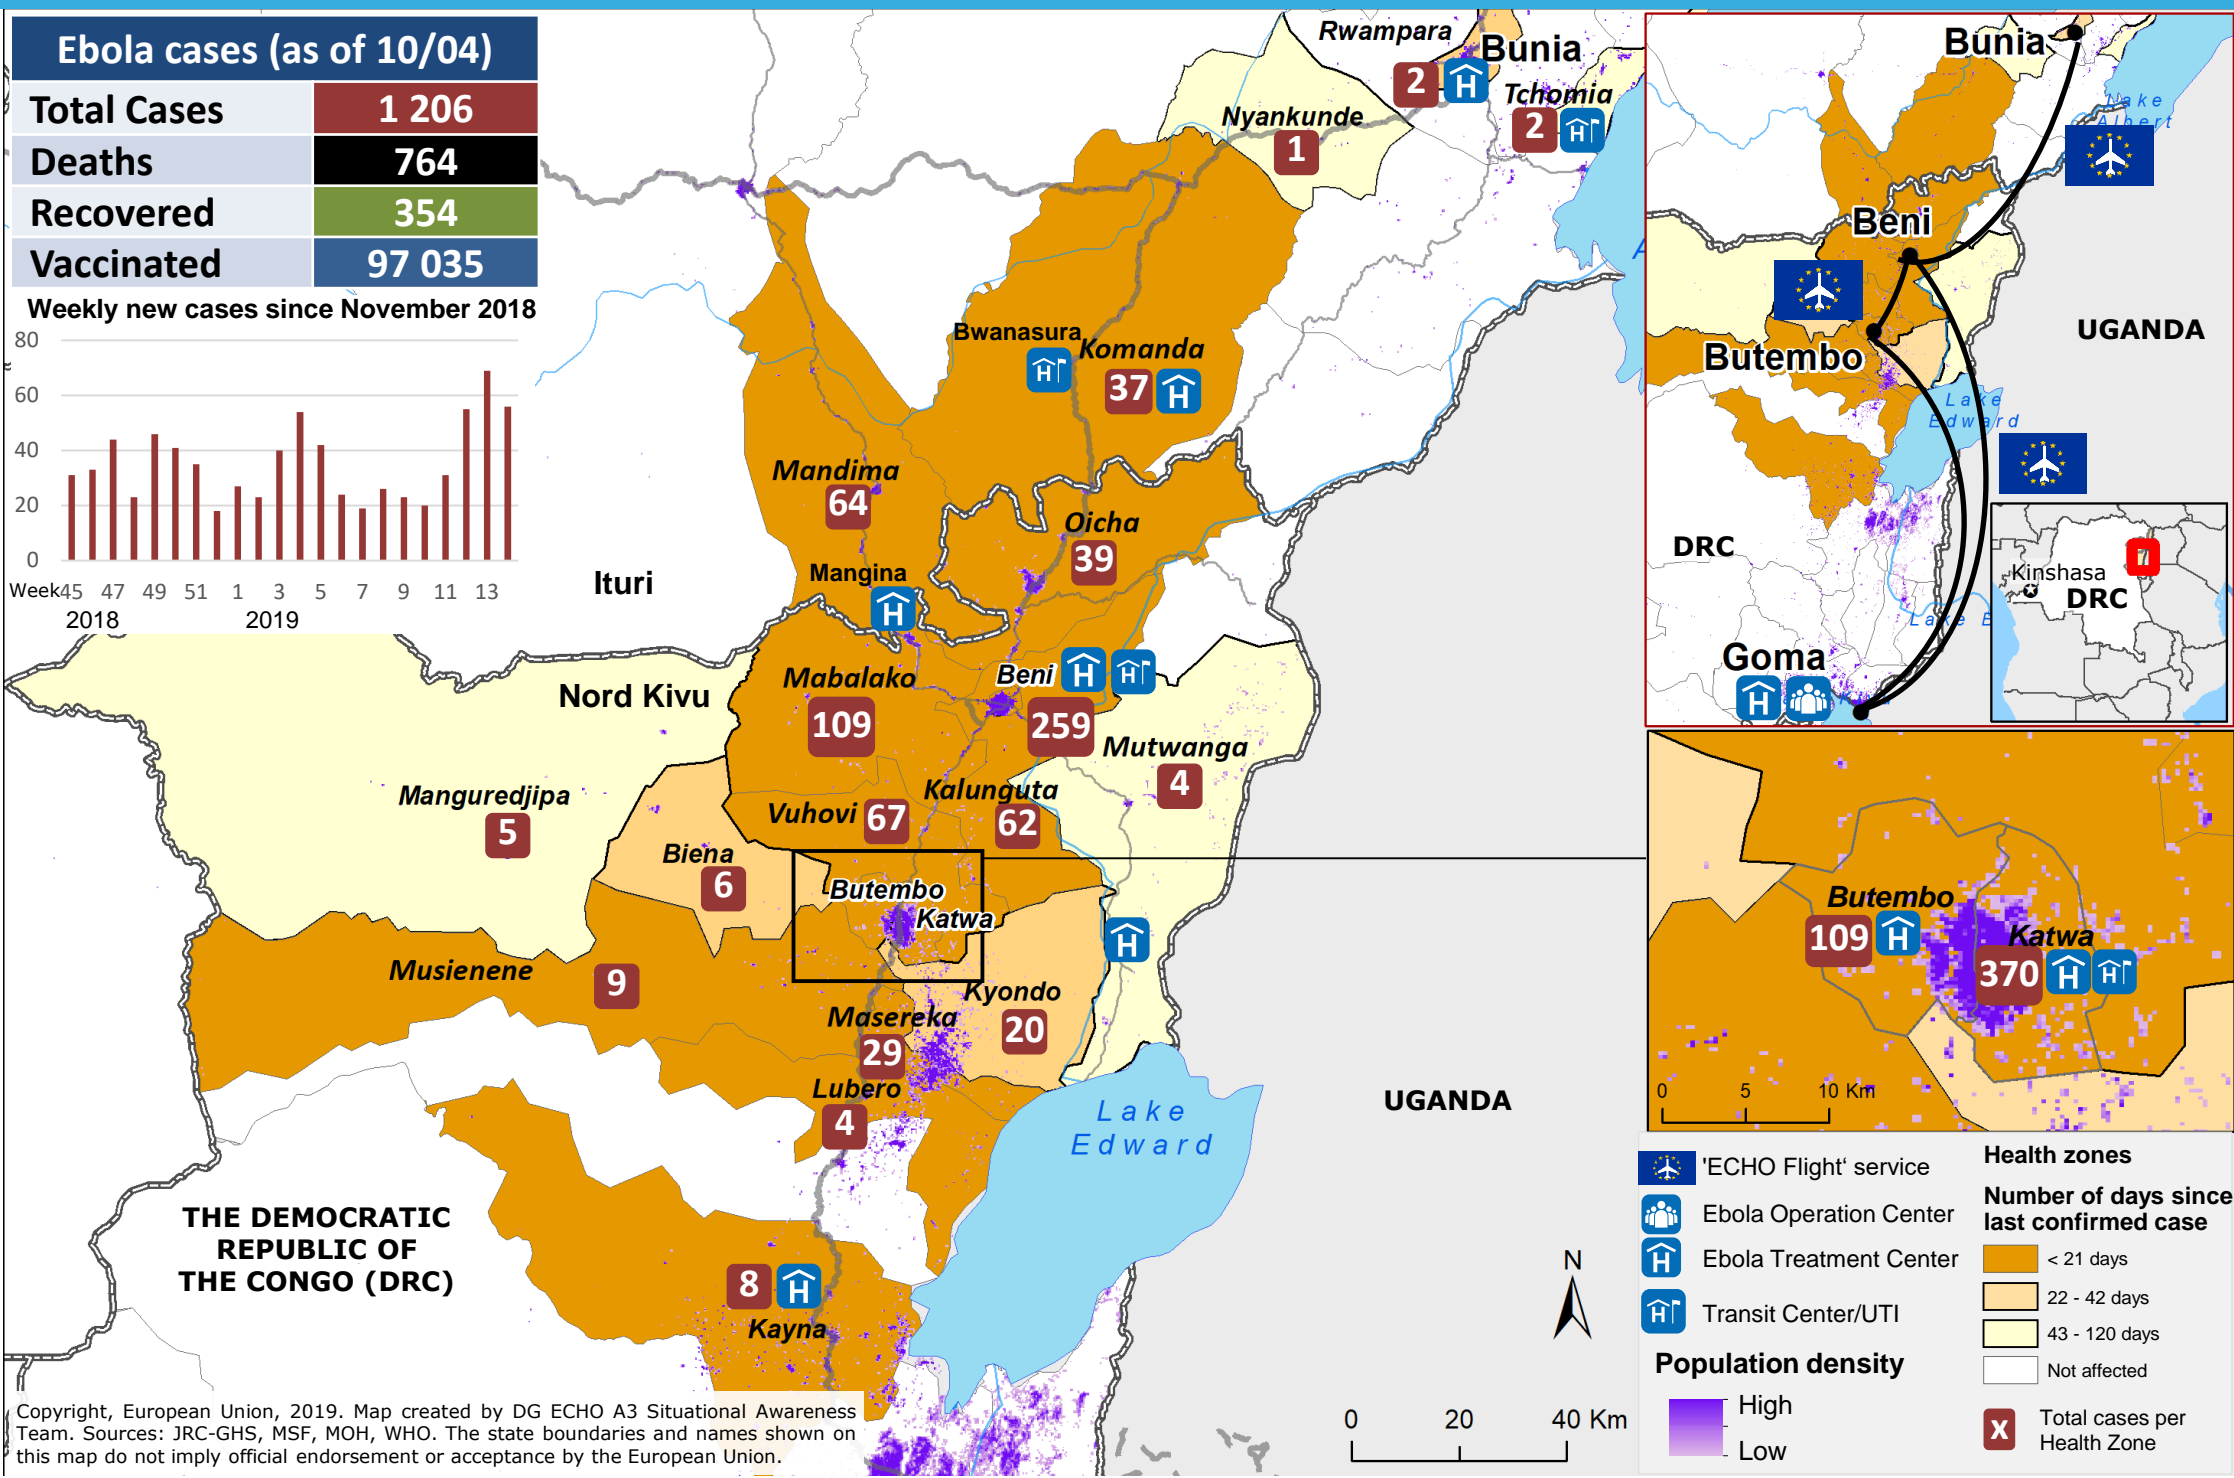 Ebola cases (as of 10/04)
Total Cases 1 206
Deaths 764
Recovered 354
Vaccinated 97 035
Weekly new cases since November 2018
80
60
40
20
0
Week 45 47 49 51 1 3 5 7 9 11 13
2018 2019
Rwampara
Bunia
2
Tchomia
2
Nyankunde
1
Bwanasura
Komanda
37
Mandima
64
Oicha
39
Mangina
Ituri
Nord Kivu
Mabalako
109
Beni
259
Mutwanga
4
Manguredjipa
5
Vuhovi 67
Kalunguta
62
Biena
6
Butembo
Katwa
Musienene
9
Kyondo
20
Masereka
29
Lubero
4
Lake
Edward
UGANDA
THE DEMOCRATIC
REPUBLIC OF
THE CONGO (DRC)
8
Kayna
N
0 20 40 Km
Copyright, European Union, 2019. Map created by DG ECHO A3 Situational Awareness
Team. Sources: JRC-GHS, MSF, MOH, WHO. The state boundaries and names shown on
this map do not imply official endorsement or acceptance by the European Union.
Bunia
Lake
Albert
Beni
UGANDA
Butembo
Lake
Edward
DRC
Lake
Goma
Kinshasa
DRC
Butembo
109
Katwa
370
0 5 10 Km
'ECHO Flight' service
Ebola Operation Center
Ebola Treatment Center
Transit Center/UTI
Population density
High
Low
Health zones
Number of days since
last confirmed case
< 21 days
22 - 42 days
43 - 120 days
Not affected
X
Total cases per
Health Zone